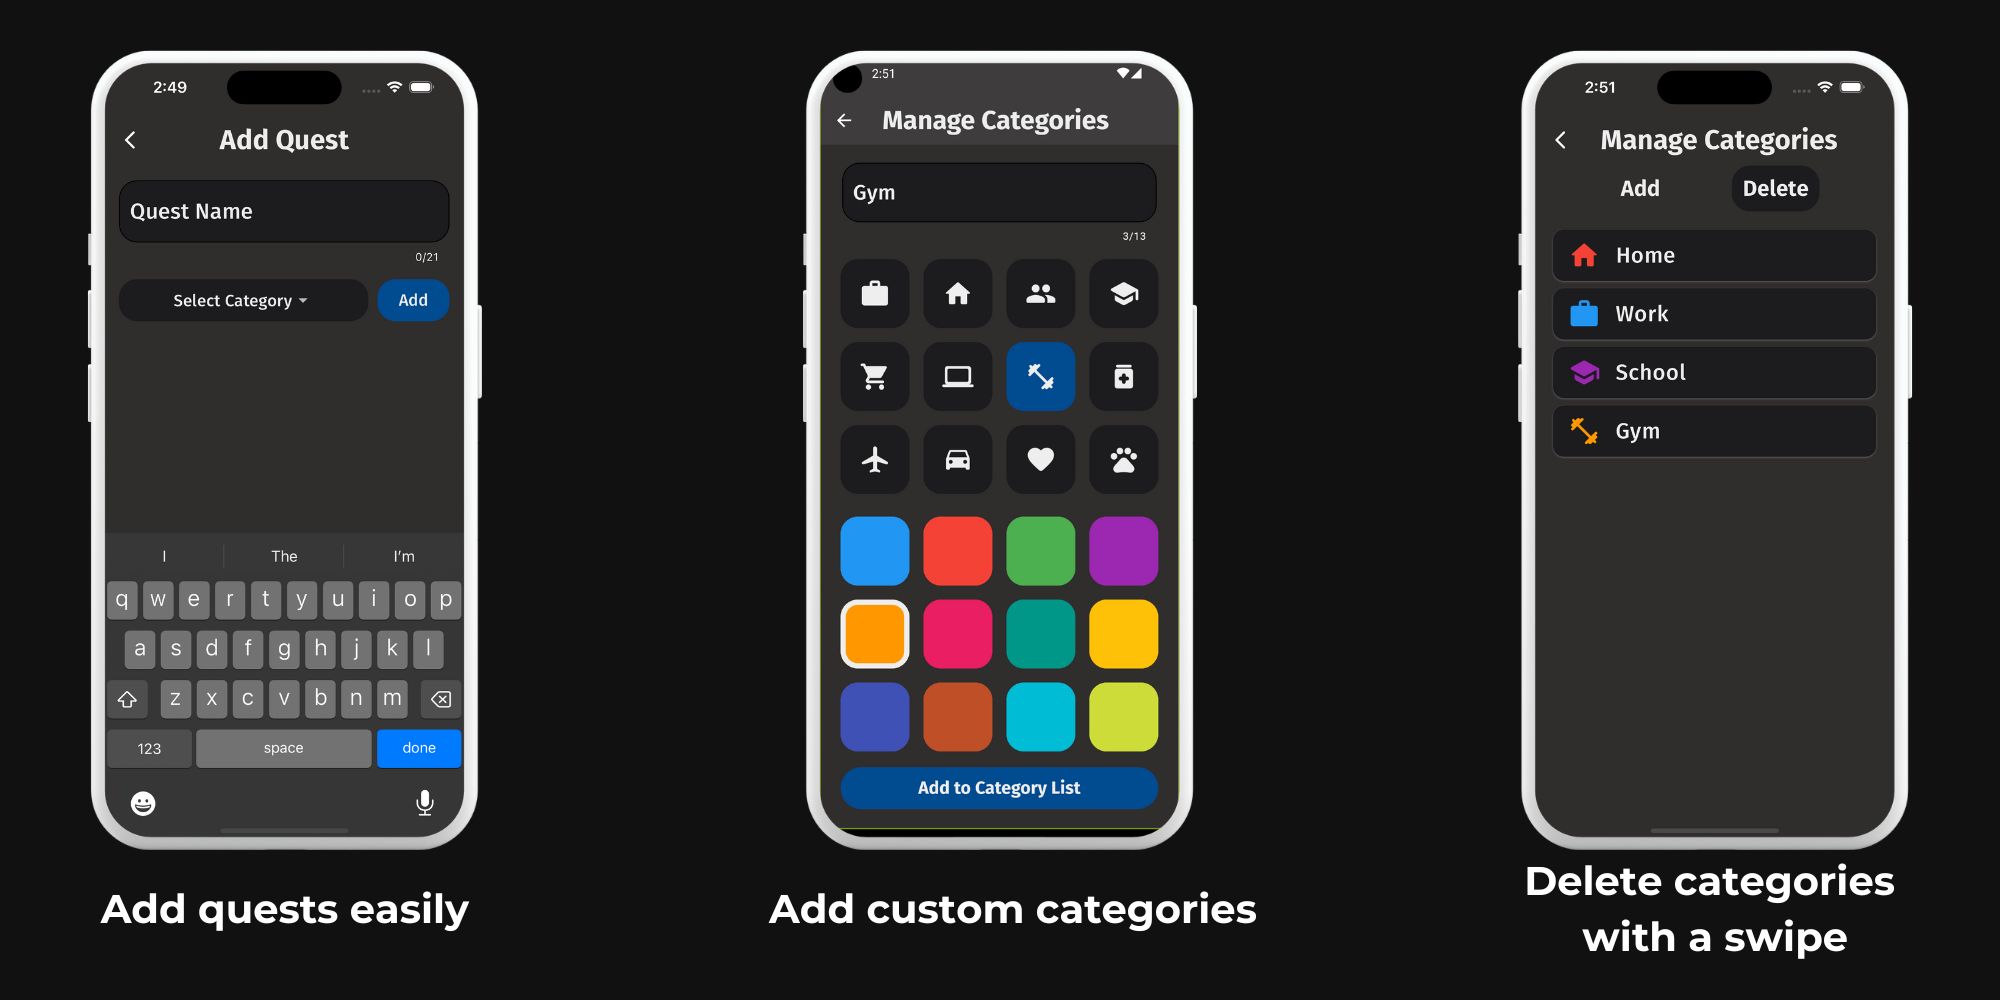 2:49
Add Quest
Quest Name
0/21
Select Category
Add
I
The
I'm
q w e r t y u i o p
a s d f g h j k l
z x c v b n m
123
space
done
Add quests easily
2:51
Manage Categories
Gym
3/13
Add to Category List
Add custom categories
2:51
Manage Categories
Add
Delete
Home
Work
School
Gym
Delete categories
with a swipe